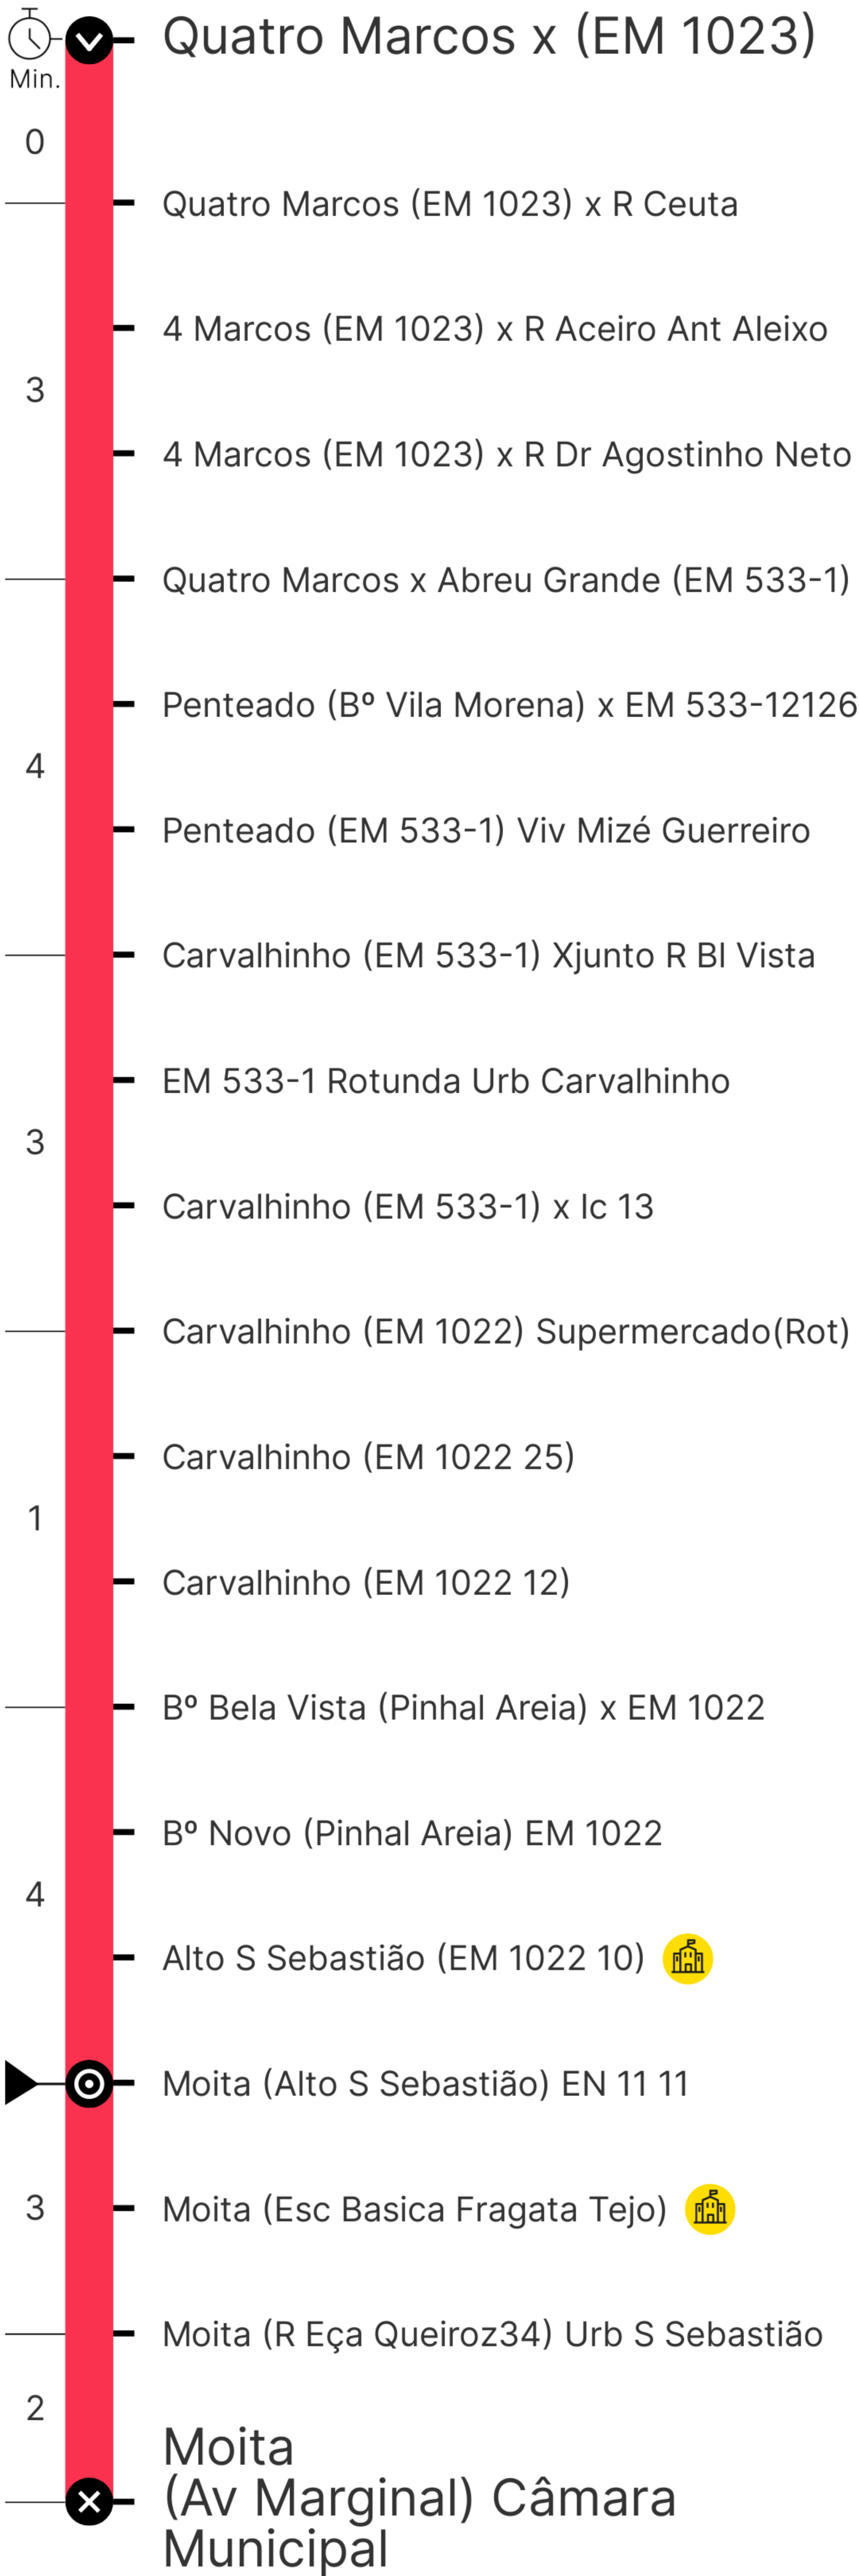 Quatro Marcos x (EM 1023)
Min.
0
Quatro Marcos (EM 1023) x R Ceuta
4 Marcos (EM 1023) x R Aceiro Ant Aleixo
3
4 Marcos (EM 1023) x R Dr Agostinho Neto
Quatro Marcos x Abreu Grande (EM 533-1)
Penteado (Bº Vila Morena) x EM 533-12126
4
Penteado (EM 533-1) Viv Mizé Guerreiro
Carvalhinho (EM 533-1) Xjunto R Bl Vista
EM 533-1 Rotunda Urb Carvalhinho
3
Carvalhinho (EM 533-1) x Ic 13
Carvalhinho (EM 1022) Supermercado(Rot)
Carvalhinho (EM 1022 25)
1
Carvalhinho (EM 1022 12)
Bº Bela Vista (Pinhal Areia) x EM 1022
Bº Novo (Pinhal Areia) EM 1022
4
Alto S Sebastião (EM 1022 10)
Moita (Alto S Sebastião) EN 11 11
3
Moita (Esc Basica Fragata Tejo)
Moita (R Eça Queiroz34) Urb S Sebastião
2
Moita
(Av Marginal) Câmara
Municipal